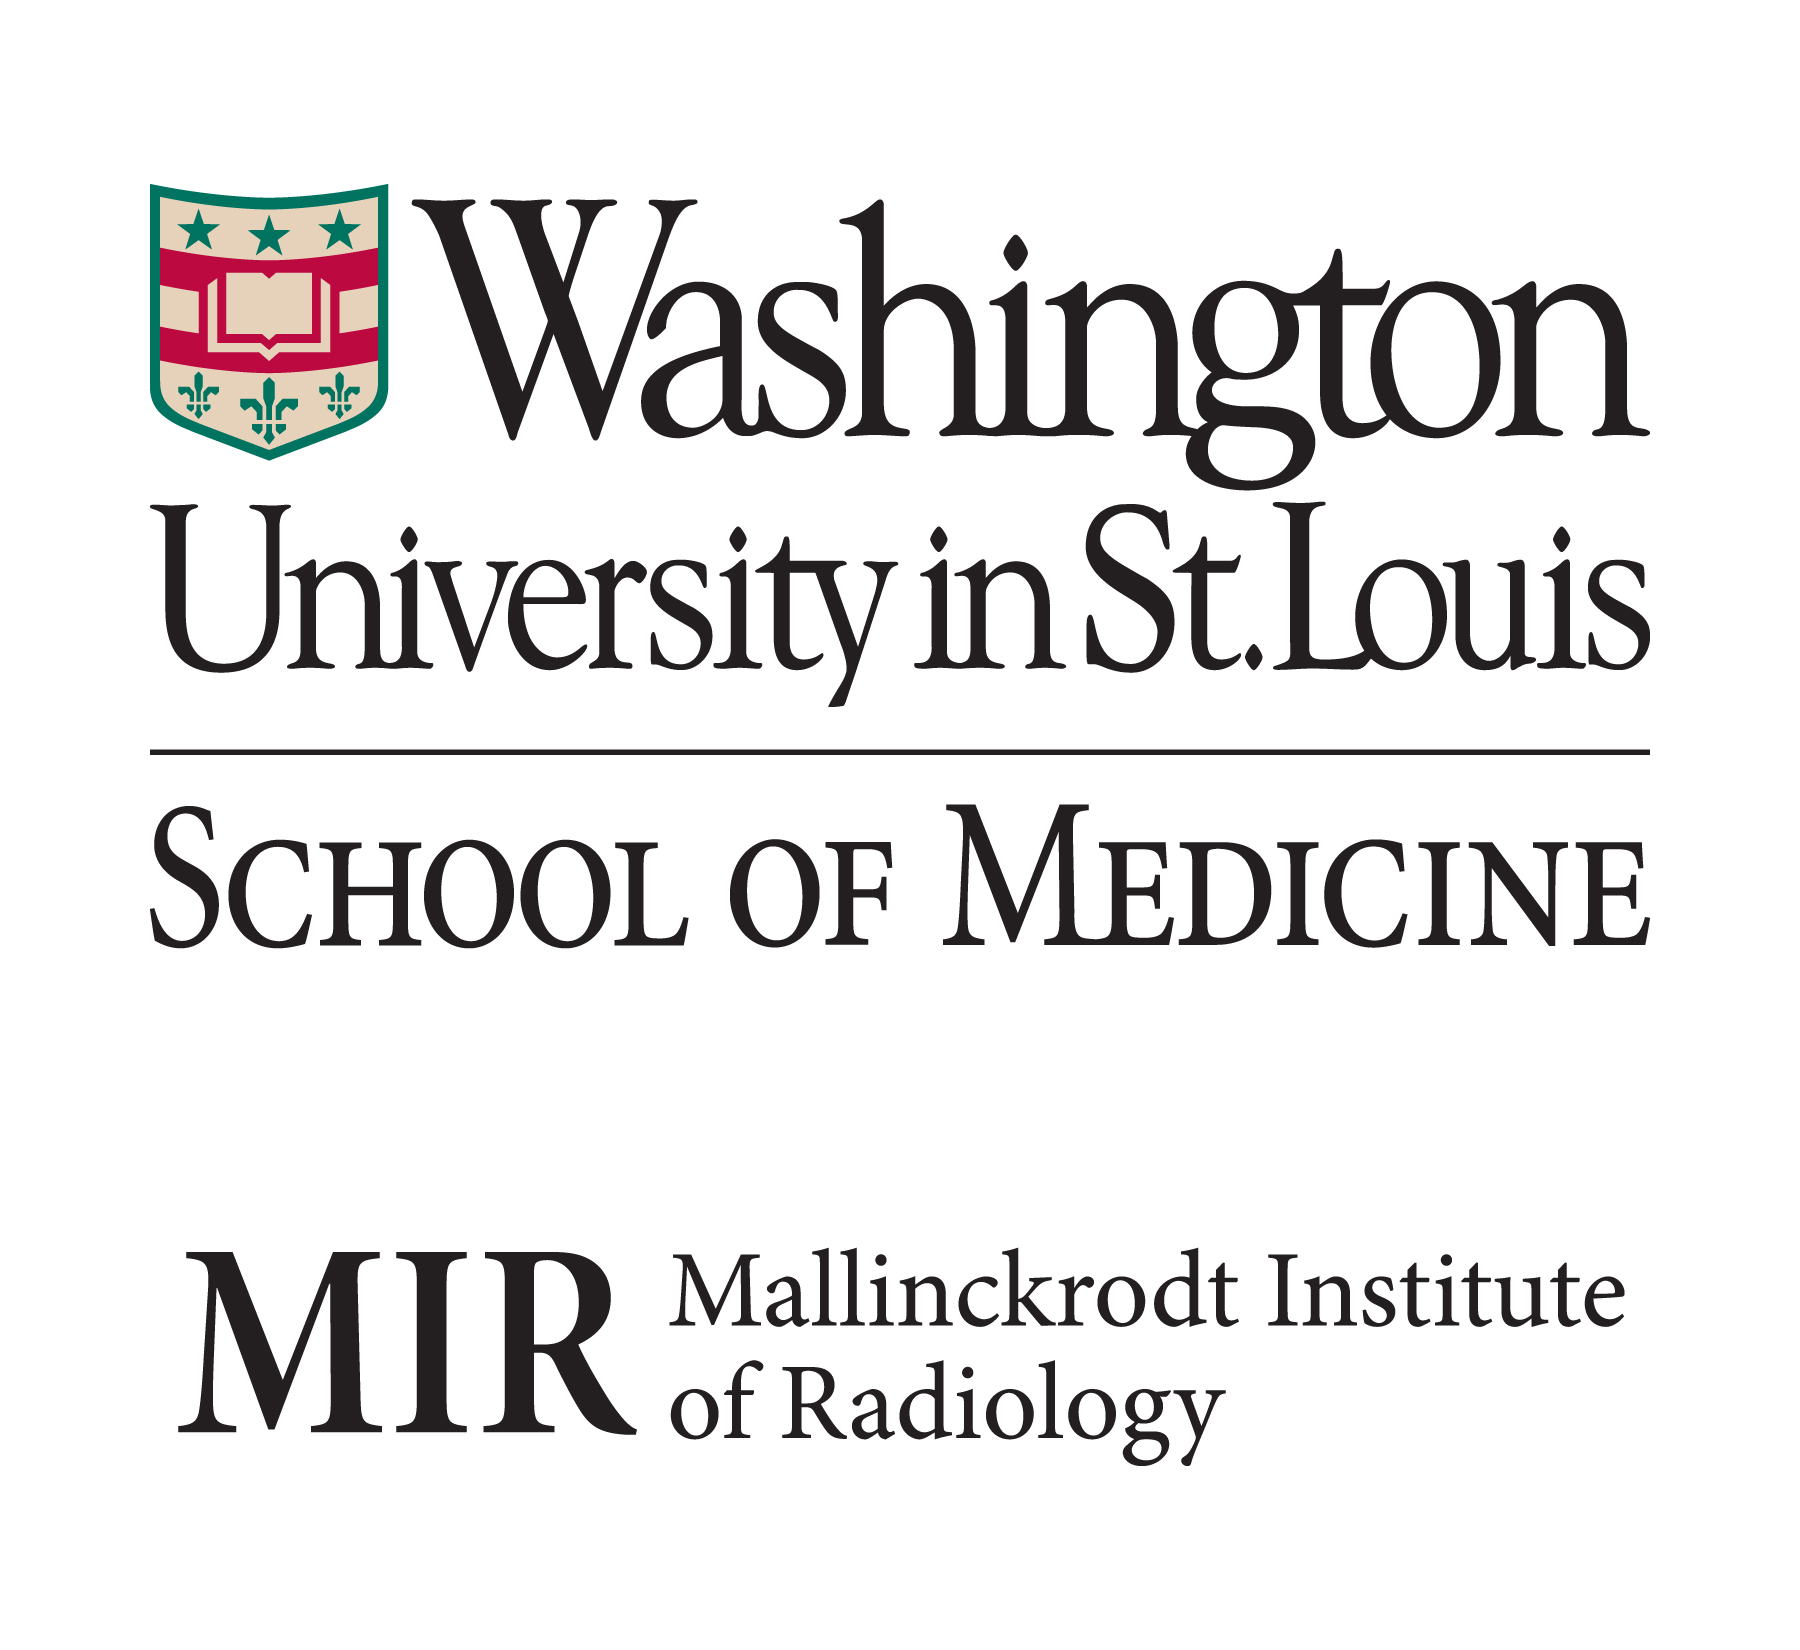 Washington
University in St. Louis
School of Medicine
MIR Mallinckrodt Institute
of Radiology